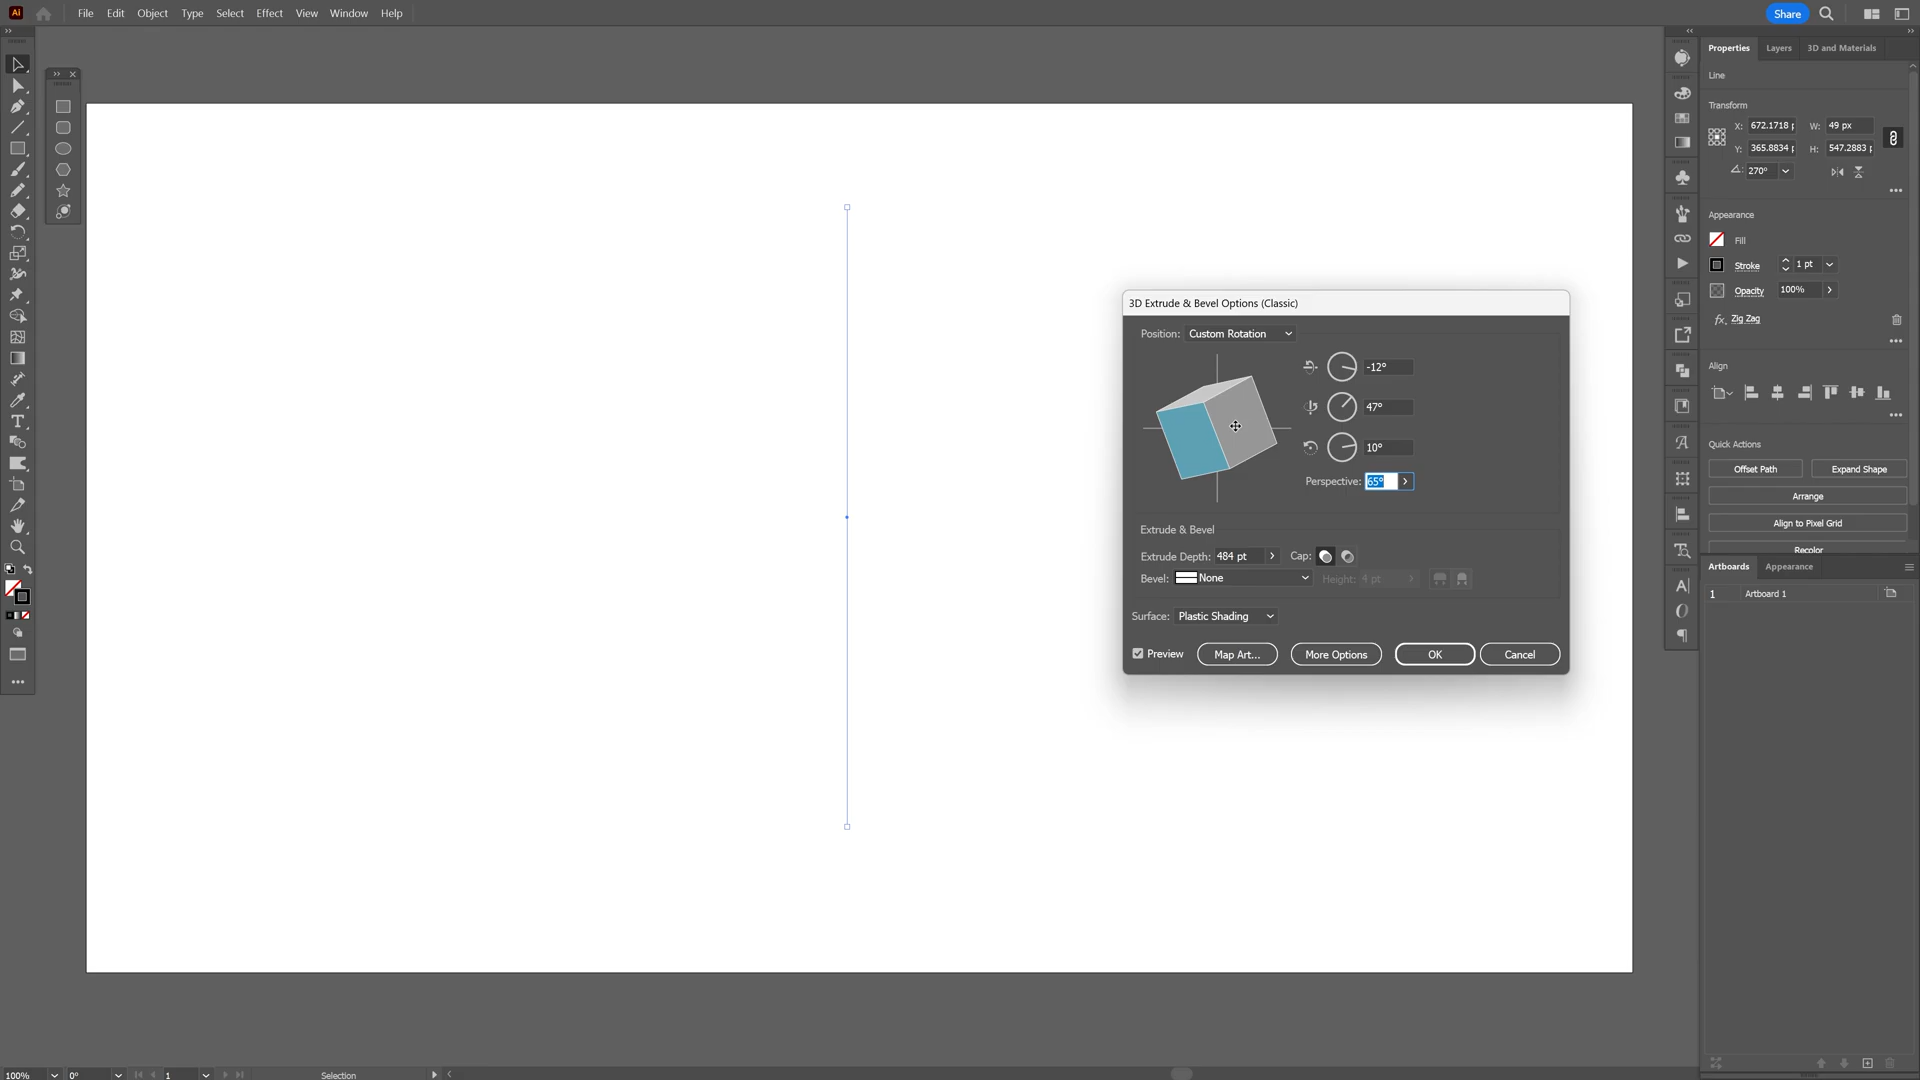 Ai File Edit Object Type Select Effect View Window Help Share
Properties Layers 3D and Materials
Line
Transform
X: 672.1718 W: 49 px
Y: 365.8834 H: 547.2883
270°
Appearance
Fill
Stroke 1 pt
Opacity 100%
fx. Zig Zag
Align
Quick Actions
Offset Path Expand Shape
Arrange
Align to Pixel Grid
Recolor
Artboards Appearance
1 Artboard 1
3D Extrude & Bevel Options (Classic)
Position: Custom Rotation
-12°
47°
10°
Perspective: 65°
Extrude & Bevel
Extrude Depth: 484 pt Cap:
Bevel: None Height: 4 pt
Surface: Plastic Shading
Preview Map Art... More Options OK Cancel
100% 0° 1 Selection